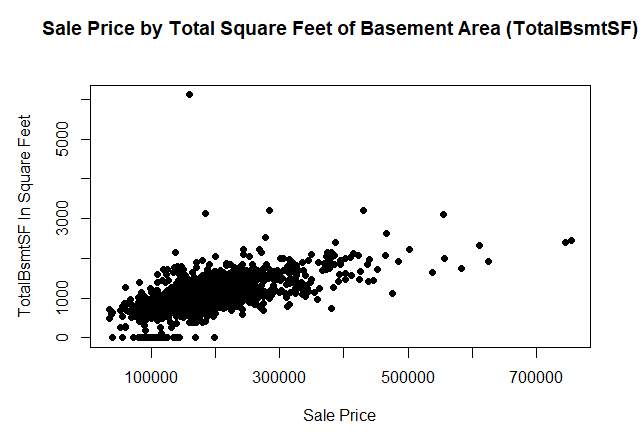 Sale Price by Total Square Feet of Basement Area (TotalBsmtSF)
TotalBsmtSF In Square Feet
5000
3000
1000
0
100000 300000 500000 700000
Sale Price